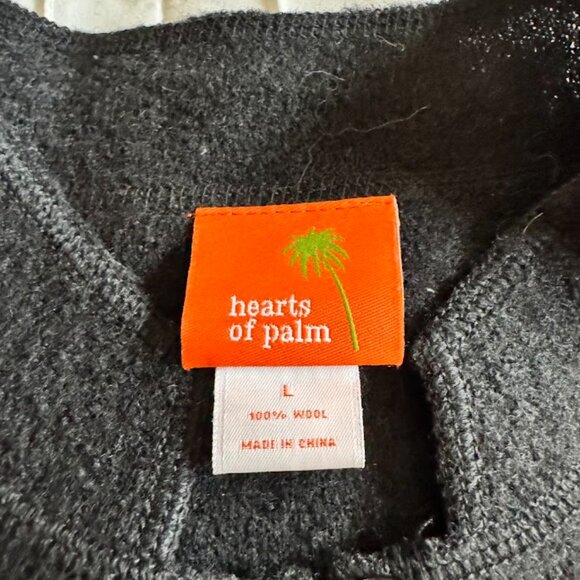 hearts
of palm
L
100% WOOL
MADE IN CHINA